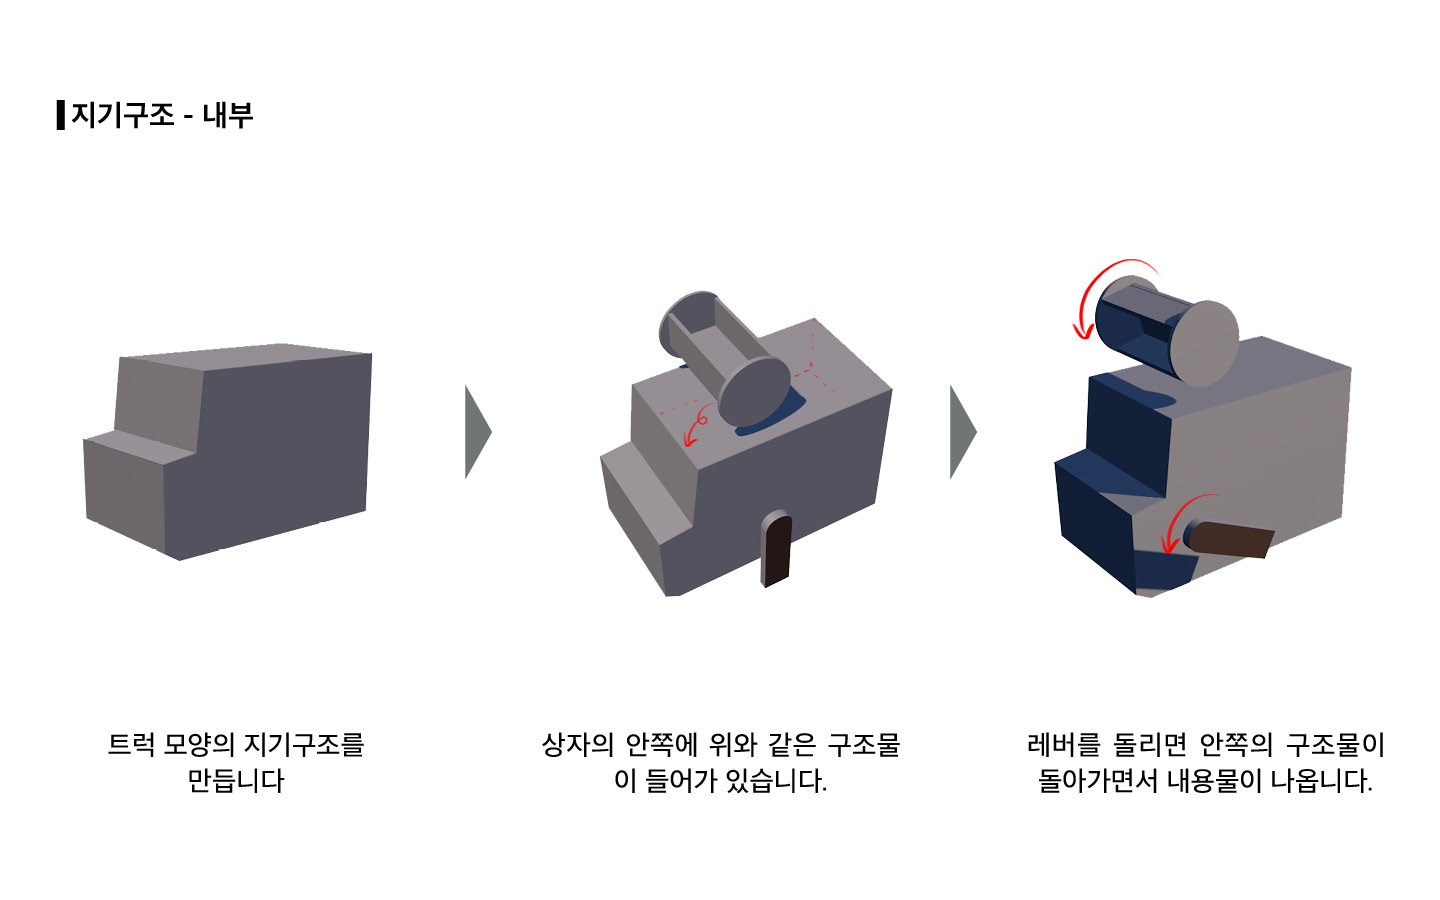 지기구조 - 내부
트럭 모양의 지기구조를
만듭니다
상자의 안쪽에 위와 같은 구조물
이 들어가 있습니다.
레버를 돌리면 안쪽의 구조물이
돌아가면서 내용물이 나옵니다.